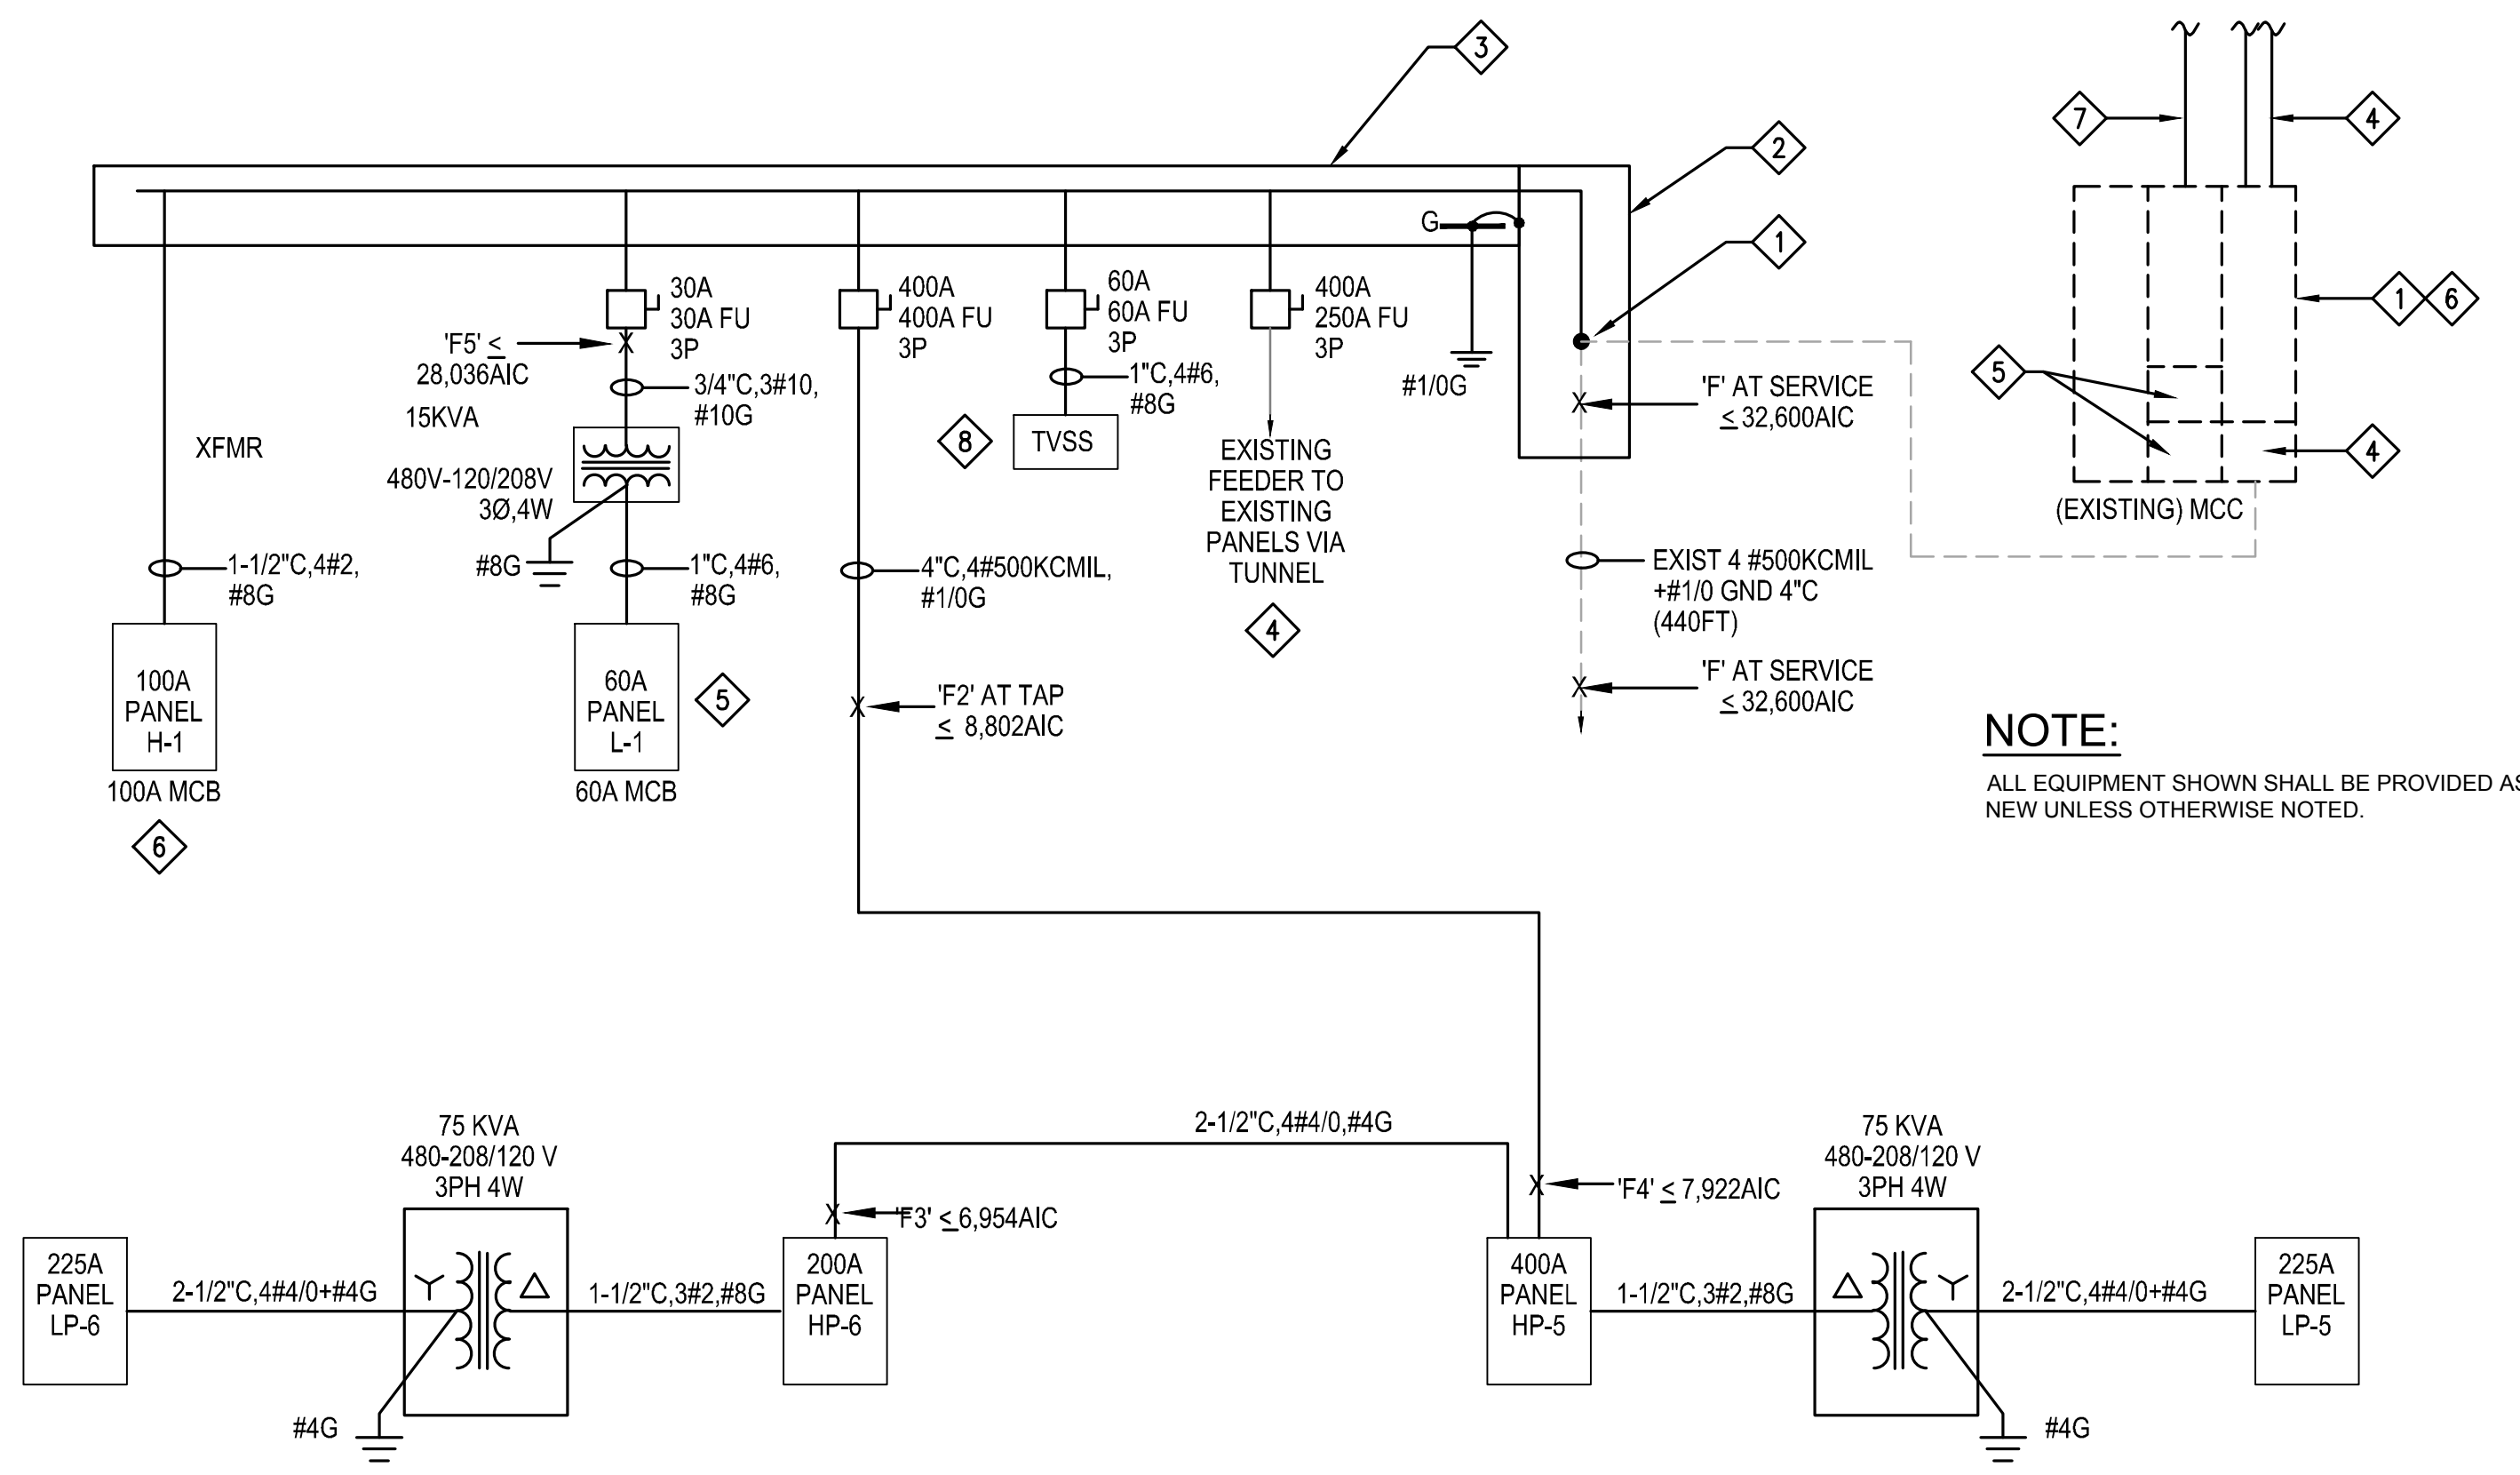 3
7
4
2
G
1
1
6
30A
30A FU
3P
400A
400A FU
3P
60A
60A FU
3P
400A
250A FU
3P
'F5' <
28,036AIC
15KVA
XFMR
480V-120/208V
3Ø,4W
3/4"C,3#10,
#10G
1"C,4#6,
#8G
8
TVSS
#1/0G
'F' AT SERVICE
< 32,600AIC
5
4
(EXISTING) MCC
EXISTING
FEEDER TO
EXISTING
PANELS VIA
TUNNEL
4
1-1/2"C,4#2,
#8G
#8G
1"C,4#6,
#8G
4"C,4#500KCMIL,
#1/0G
EXIST 4 #500KCMIL
+#1/0 GND 4"C
(440FT)
'F' AT SERVICE
< 32,600AIC
100A
PANEL
H-1
100A MCB
6
60A
PANEL
L-1
60A MCB
5
'F2' AT TAP
< 8,802AIC
NOTE:
ALL EQUIPMENT SHOWN SHALL BE PROVIDED AS
NEW UNLESS OTHERWISE NOTED.
75 KVA
480-208/120 V
3PH 4W
2-1/2"C,4#4/0,#4G
75 KVA
480-208/120 V
3PH 4W
'F3' < 6,954AIC
'F4' < 7,922AIC
225A
PANEL
LP-6
2-1/2"C,4#4/0+#4G
1-1/2"C,3#2,#8G
200A
PANEL
HP-6
400A
PANEL
HP-5
1-1/2"C,3#2,#8G
2-1/2"C,4#4/0+#4G
225A
PANEL
LP-5
#4G
#4G